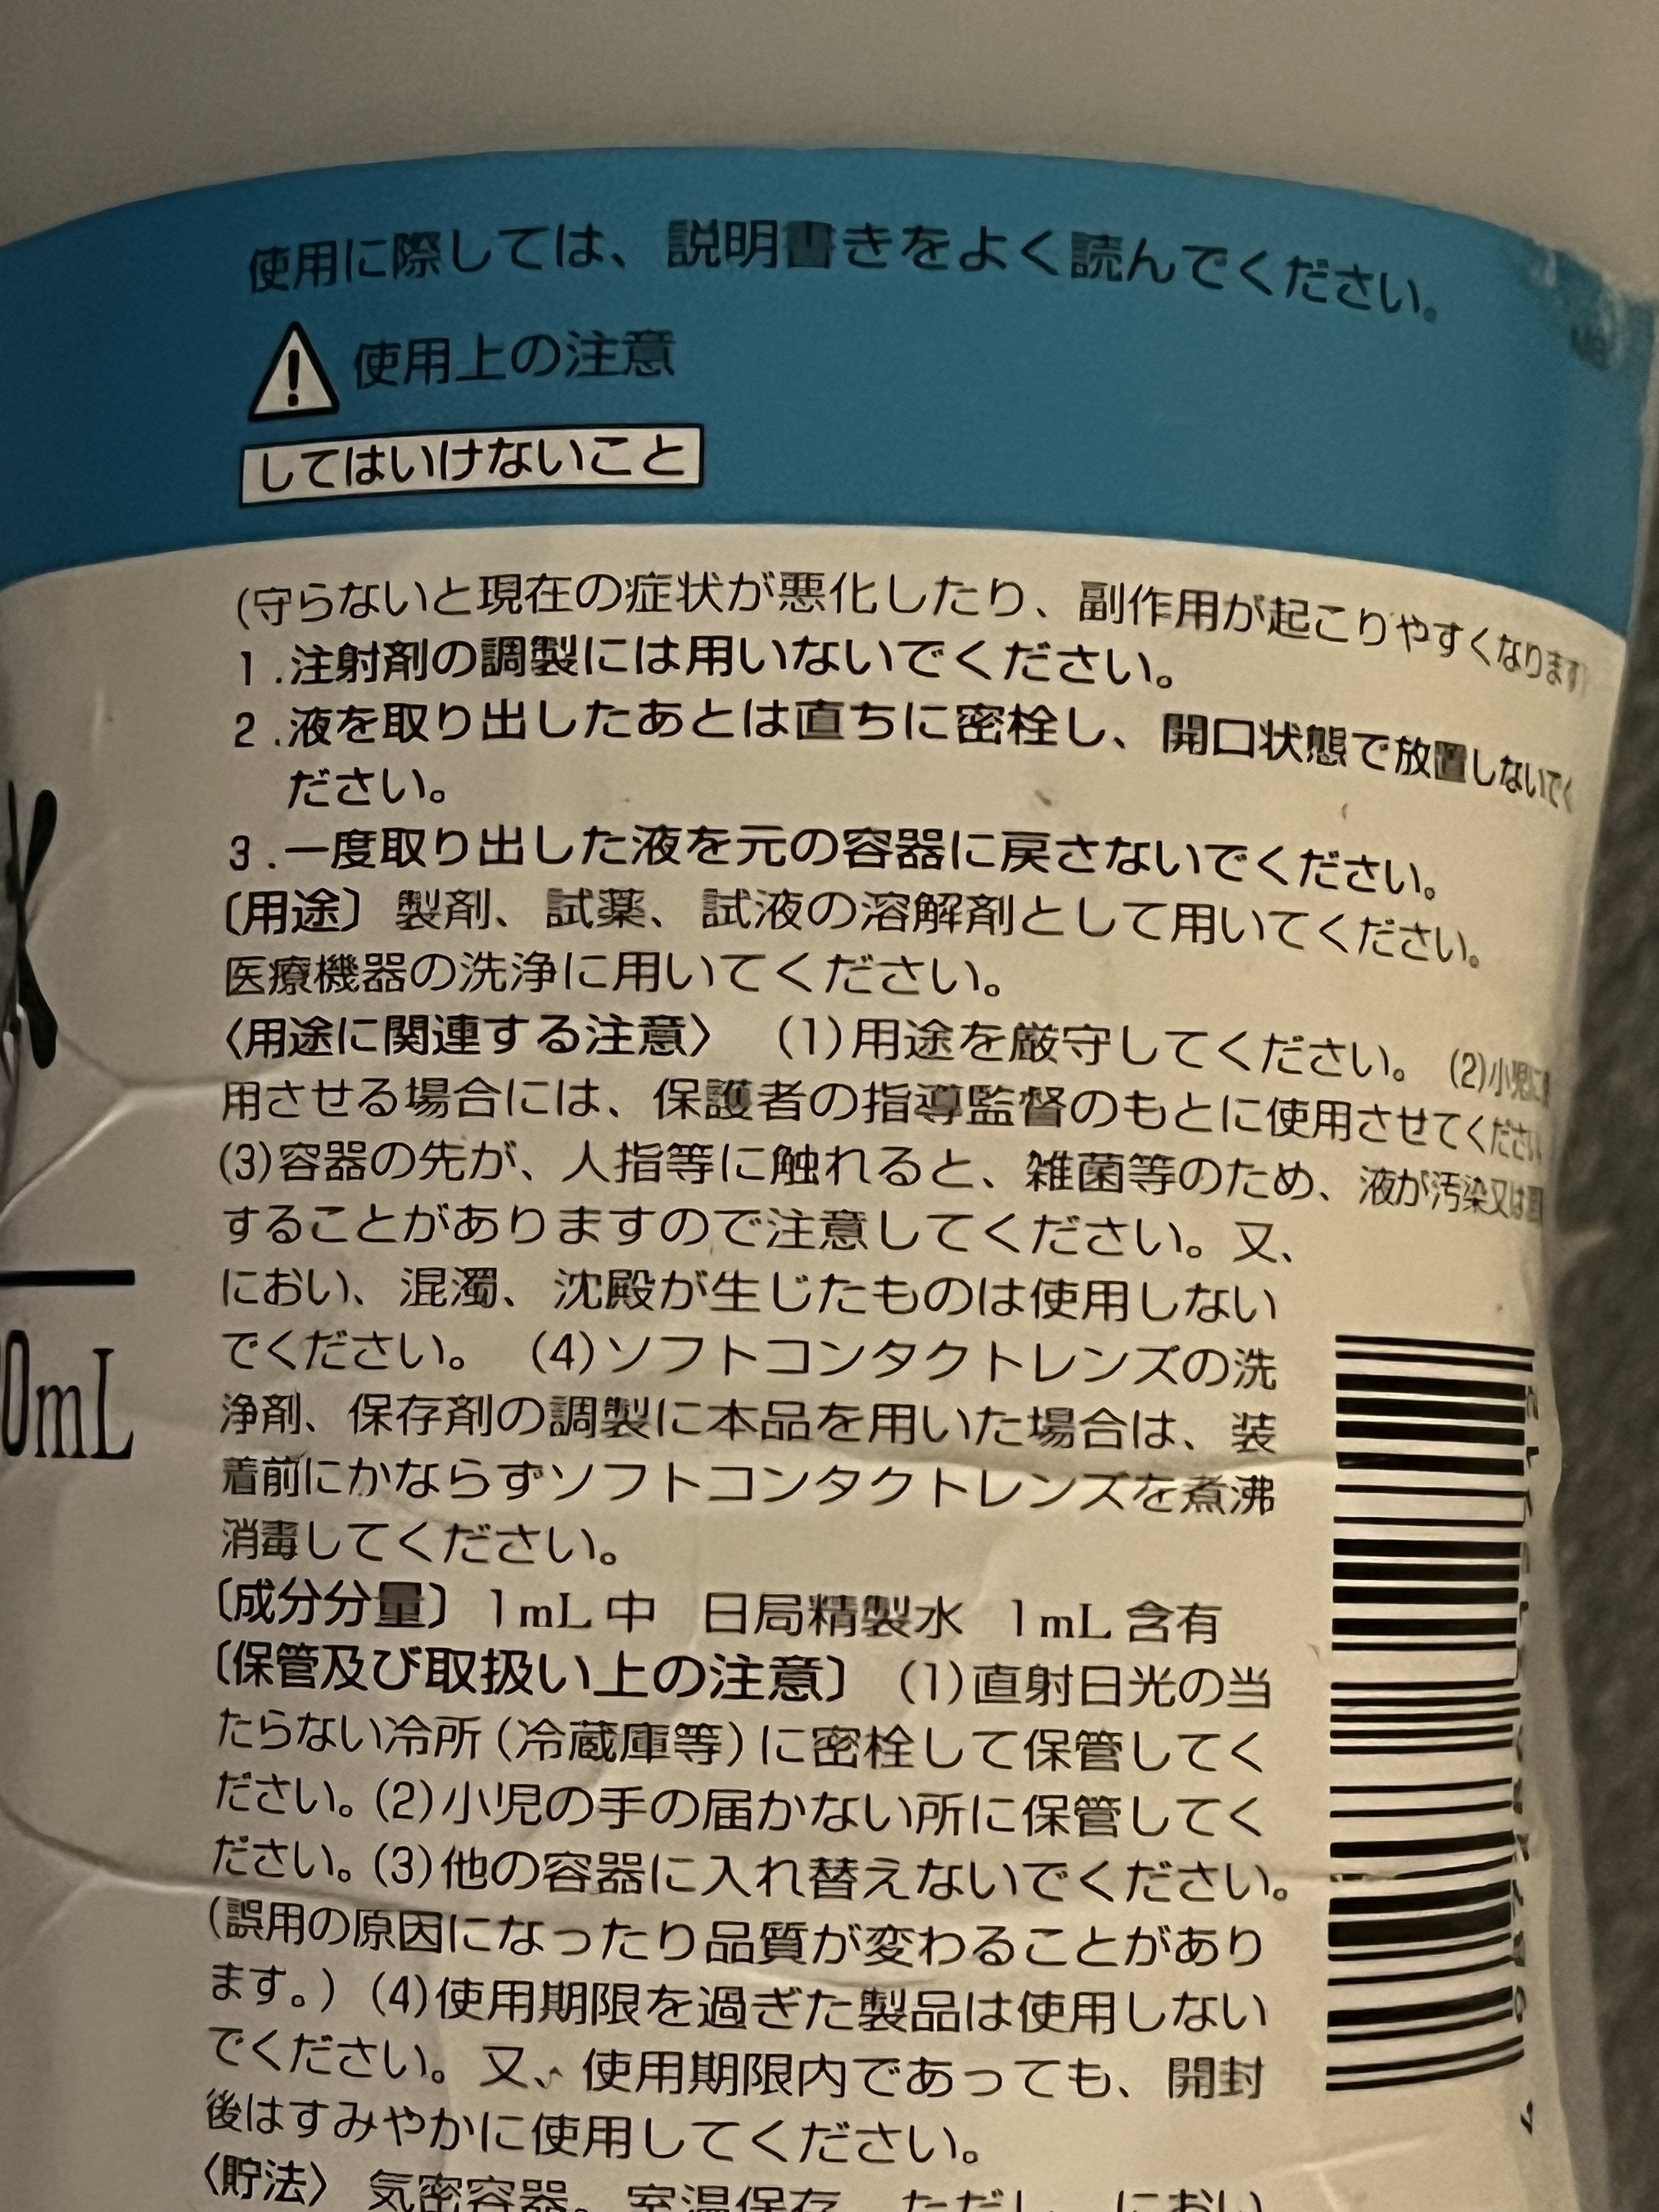 使用に際しては、説明書きをよく読んでください。
使用上の注意
してはいけないこと
(守らないと現在の症状が悪化したり、副作用が起こりやすくなります)
1.注射剤の調製には用いないでください。
2.液を取り出したあとは直ちに密栓し、開口状態で放置しないでく
ださい。
3.一度取り出した液を元の容器に戻さないでください。
〔用途〕製剤、試薬、試液の溶解剤として用いてください。
医療機器の洗浄に用いてください。
〈用途に関連する注意〉 (1)用途を厳守してください。(2)小児に
用させる場合には、保護者の指導監督のもとに使用させてください
(3)容器の先が、人指等に触れると、雑菌等のため、液が汚染又は
することがありますので注意してください。又、
におい、混濁、沈殿が生じたものは使用しない
でください。 (4)ソフトコンタクトレンズの洗
浄剤、保存剤の調製に本品を用いた場合は、装
着前にかならずソフトコンタクトレンズを煮沸
消毒してください。
〔成分分量〕 1mL中 日局精製水 1mL含有
〔保管及び取扱い上の注意〕 (1)直射日光の当
たらない冷所(冷蔵庫等)に密栓して保管してく
ださい。(2)小児の手の届かない所に保管してく
ださい。(3)他の容器に入れ替えないでください。
(誤用の原因になったり品質が変わることがあり
ます。) (4)使用期限を過ぎた製品は使用しない
でください。又、使用期限内であっても、開封
後はすみやかに使用してください。
〈貯法〉 気密容器。室温保存。ただし、におい
0mL